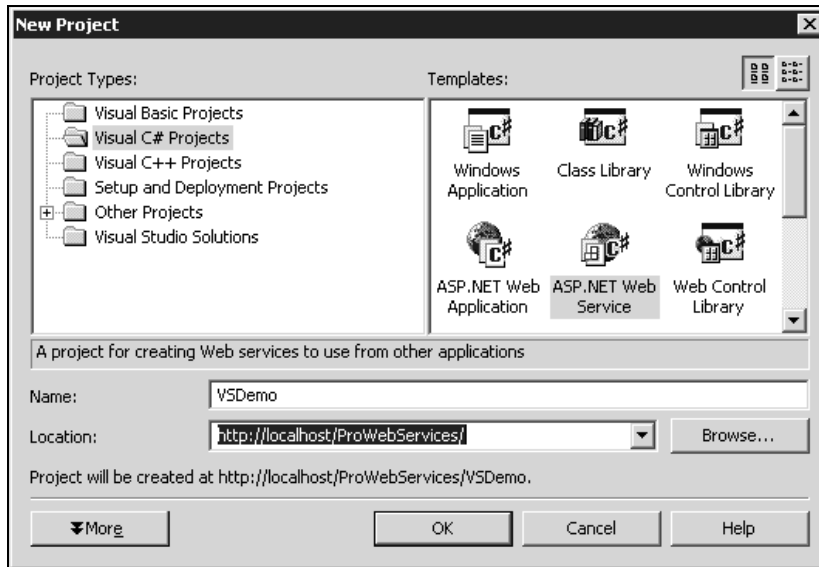 New Project
Project Types:
Templates:
Visual Basic Projects
Visual C# Projects
Visual C++ Projects
Setup and Deployment Projects
Other Projects
Visual Studio Solutions
Windows
Application
Class Library
Windows
Control Library
ASP.NET Web
Application
ASP.NET Web
Service
Web Control
Library
A project for creating Web services to use from other applications
Name:
VSDemo
Location:
http://localhost/ProWebServices/
Browse...
Project will be created at http://localhost/ProWebServices/VSDemo.
More
OK
Cancel
Help